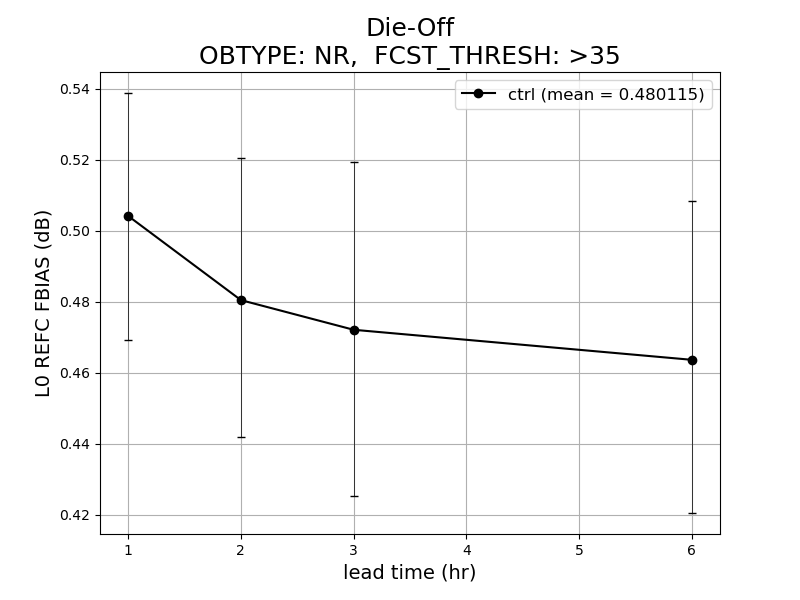 Die-Off
OBTYPE: NR,  FCST_THRESH: >35
ctrl (mean = 0.480115)
L0 REFC FBIAS (dB)
0.54
0.52
0.50
0.48
0.46
0.44
0.42
1 2 3 4 5 6
lead time (hr)